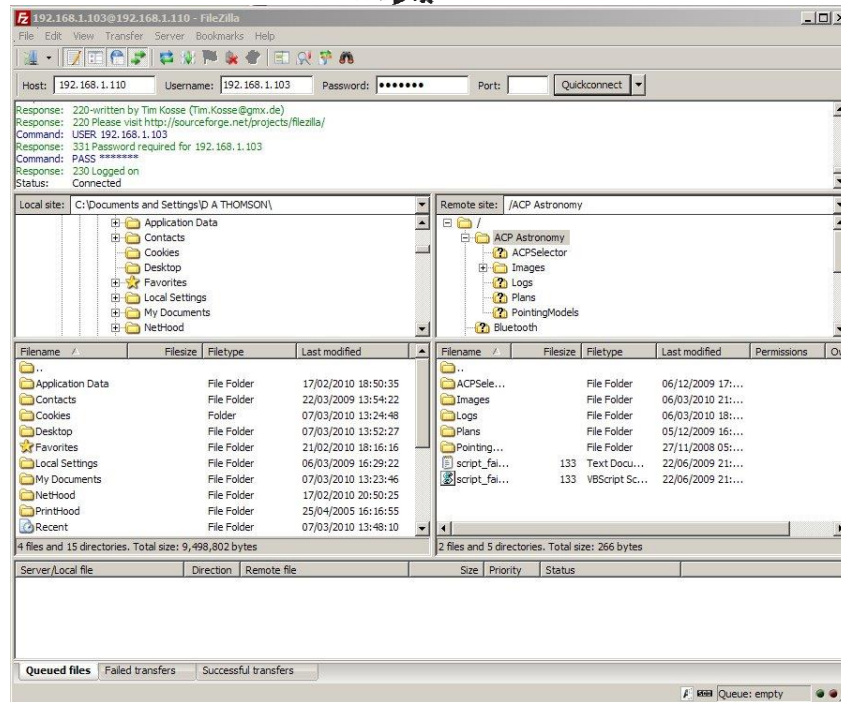 192.168.1.103@192.168.1.110 - FileZilla
File Edit View Transfer Server Bookmarks Help
Host: 192.168.1.110 Username: 192.168.1.103 Password: ●●●●●●● Port: Quickconnect
Response: 220-written by Tim Kosse (Tim.Kosse@gmx.de)
Response: 220 Please visit http://sourceforge.net/projects/filezilla/
Command: USER 192.168.1.103
Response: 331 Password required for 192.168.1.103
Command: PASS *******
Response: 230 Logged on
Status: Connected
Local site: C:\Documents and Settings\D A THOMSON\
Application Data
Contacts
Cookies
Desktop
Favorites
Local Settings
My Documents
NetHood
Remote site: /ACP Astronomy
/
ACP Astronomy
ACPSelector
Images
Logs
Plans
PointingModels
Bluetooth
Filename Filesize Filetype Last modified
..
Application Data File Folder 17/02/2010 18:50:35
Contacts File Folder 22/03/2009 13:54:22
Cookies Folder 07/03/2010 13:24:48
Desktop File Folder 07/03/2010 13:52:27
Favorites File Folder 21/02/2010 18:16:16
Local Settings File Folder 06/03/2009 16:29:22
My Documents File Folder 07/03/2010 13:23:46
NetHood File Folder 17/02/2010 20:50:25
PrintHood File Folder 25/04/2005 16:16:55
Recent File Folder 07/03/2010 13:48:10
4 files and 15 directories. Total size: 9,498,802 bytes
Filename Filesize Filetype Last modified Permissions Ow
..
ACPSele... File Folder 06/12/2009 17:...
Images File Folder 06/03/2010 21:...
Logs File Folder 06/03/2010 18:...
Plans File Folder 05/12/2009 16:...
Pointing... File Folder 27/11/2008 05:...
script_fai... 133 Text Docu... 22/06/2009 21:...
script_fai... 133 VBScript Sc... 22/06/2009 21:...
2 files and 5 directories. Total size: 266 bytes
Server/Local file Direction Remote file Size Priority Status
Queued files Failed transfers Successful transfers
Queue: empty